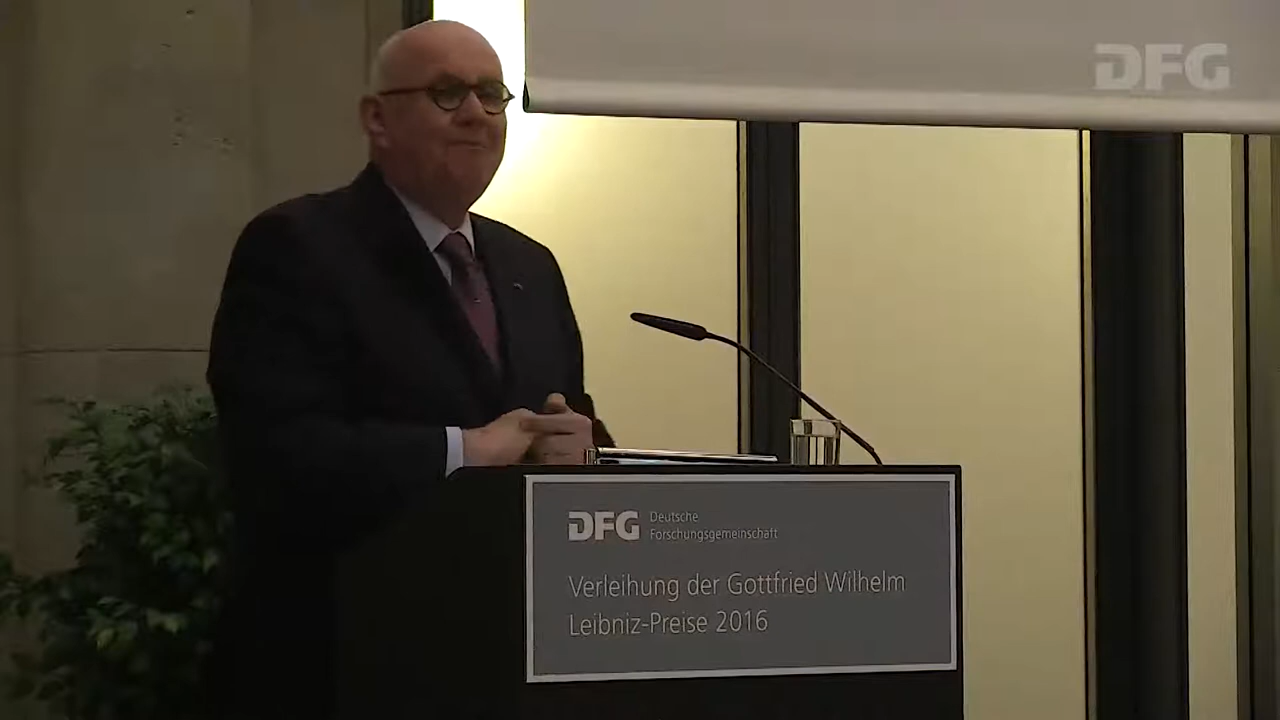 DFG
DFG Deutsche
Forschungsgemeinschaft
Verleihung der Gottfried Wilhelm
Leibniz-Preise 2016